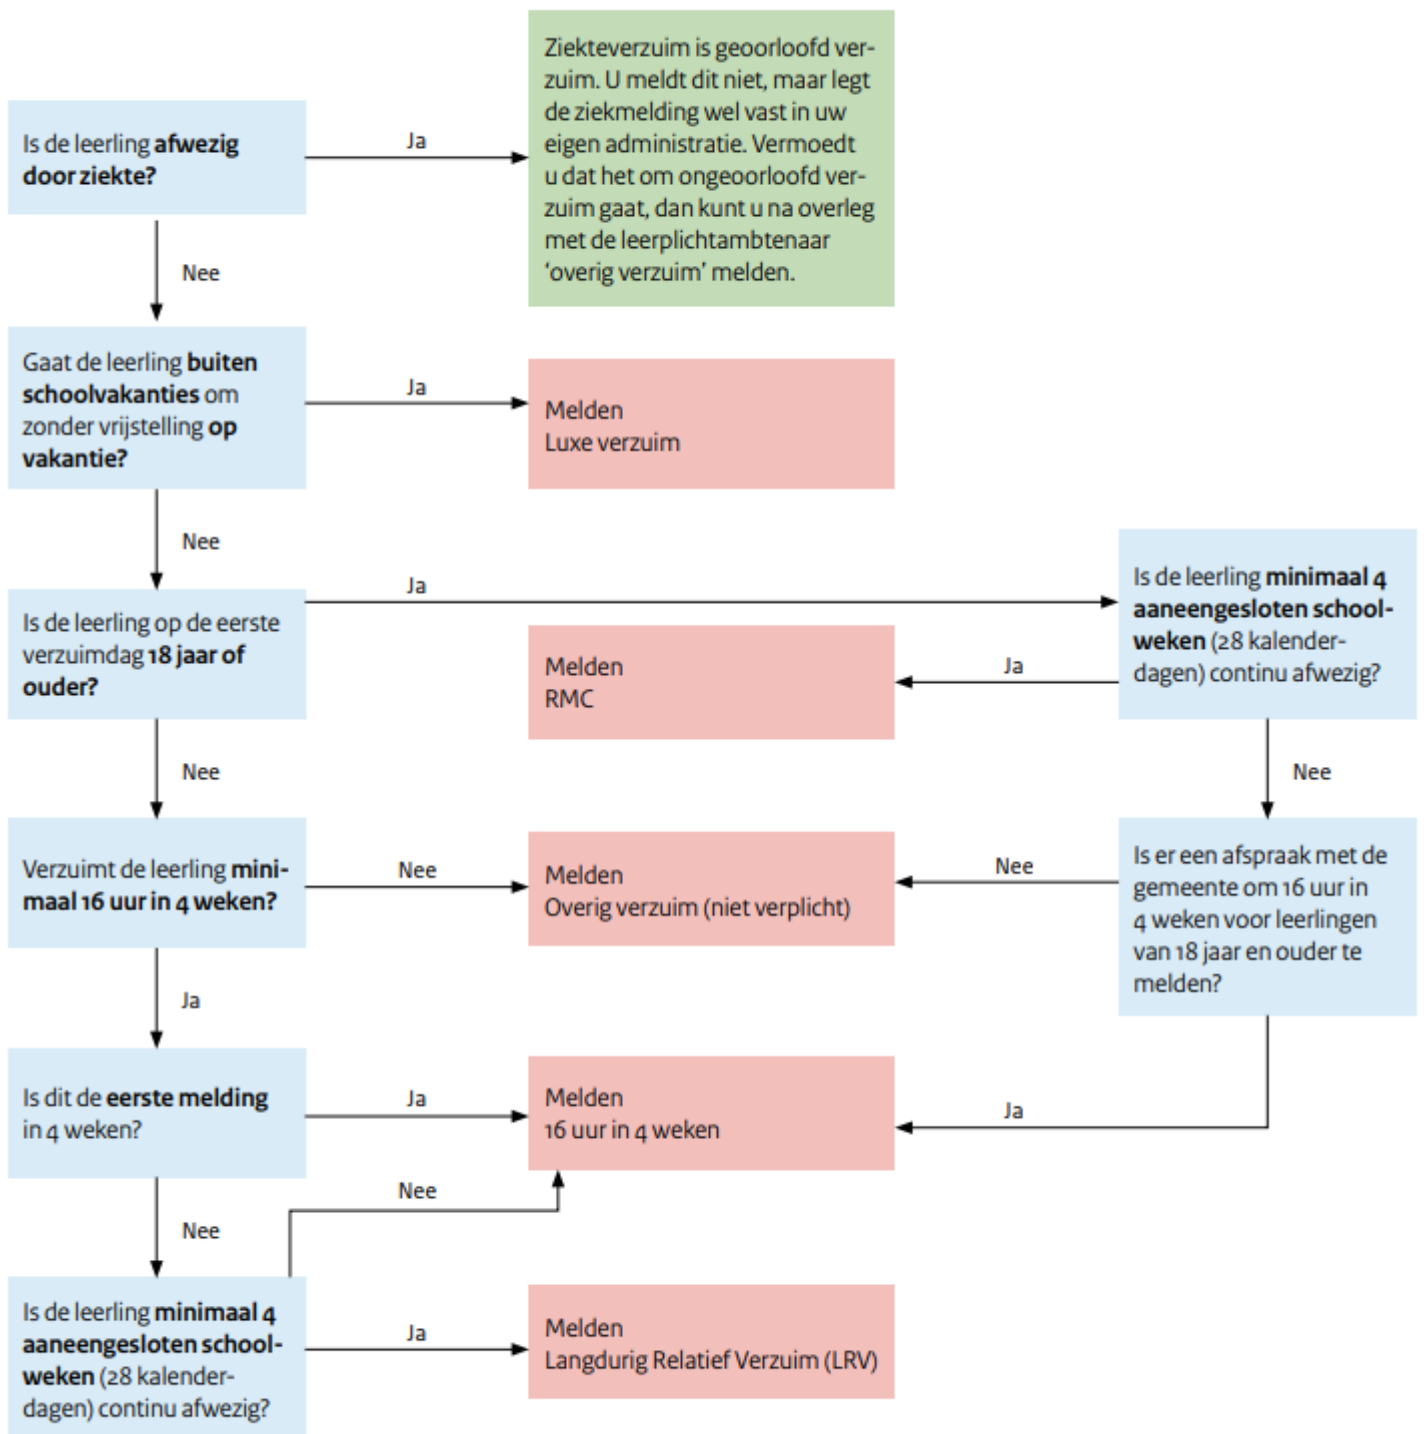 Ziekteverzuim is geoorloofd ver-
zuim. U meldt dit niet, maar legt
de ziekmelding wel vast in uw
eigen administratie. Vermoedt
u dat het om ongeoorloofd ver-
zuim gaat, dan kunt u na overleg
met de leerplichtambtenaar
‘overig verzuim’ melden.
Is de leerling afwezig
door ziekte?
Ja
Nee
Gaat de leerling buiten
schoolvakanties om
zonder vrijstelling op
vakantie?
Ja
Melden
Luxe verzuim
Nee
Is de leerling op de eerste
verzuimdag 18 jaar of
ouder?
Ja
Is de leerling minimaal 4
aaneengesloten school-
weken (28 kalender-
dagen) continu afwezig?
Ja
Melden
RMC
Nee
Nee
Verzuimt de leerling mini-
maal 16 uur in 4 weken?
Nee
Melden
Overig verzuim (niet verplicht)
Nee
Is er een afspraak met de
gemeente om 16 uur in
4 weken voor leerlingen
van 18 jaar en ouder te
melden?
Ja
Is dit de eerste melding
in 4 weken?
Ja
Melden
16 uur in 4 weken
Ja
Nee
Nee
Is de leerling minimaal 4
aaneengesloten school-
weken (28 kalender-
dagen) continu afwezig?
Ja
Melden
Langdurig Relatief Verzuim (LRV)